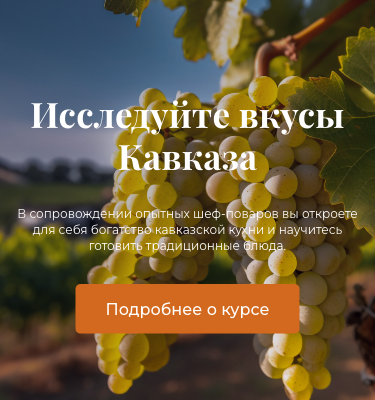 Исследуйте вкусы
Кавказа
В сопровождении опытных шеф-поваров вы откроете
для себя богатство кавказской кухни и научитесь
готовить традиционные блюда.
Подробнее о курсе